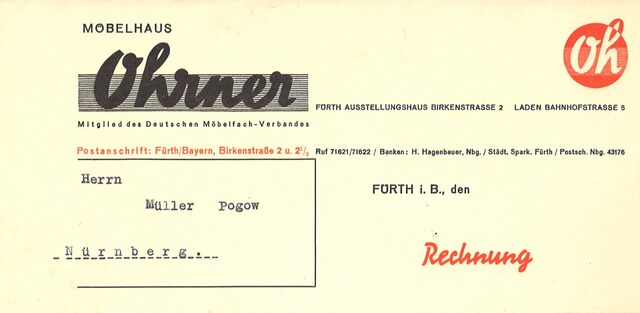 MÖBELHAUS
Ohrner
Oh
FÜRTH AUSSTELLUNGSHAUS BIRKENSTRASSE 2 LADEN BAHNHOFSTRASSE 5
Mitglied des Deutschen Möbelfach-Verbandes
Postanschrift: Fürth/Bayern, Birkenstraße 2 u. 2½ Ruf 71621/71622 / Banken: H. Hagenbauer, Nbg. / Städt. Spark. Fürth / Postsch. Nbg. 43176
Herrn
Müller Pogow
Nürnberg.
FÜRTH i. B., den
Rechnung